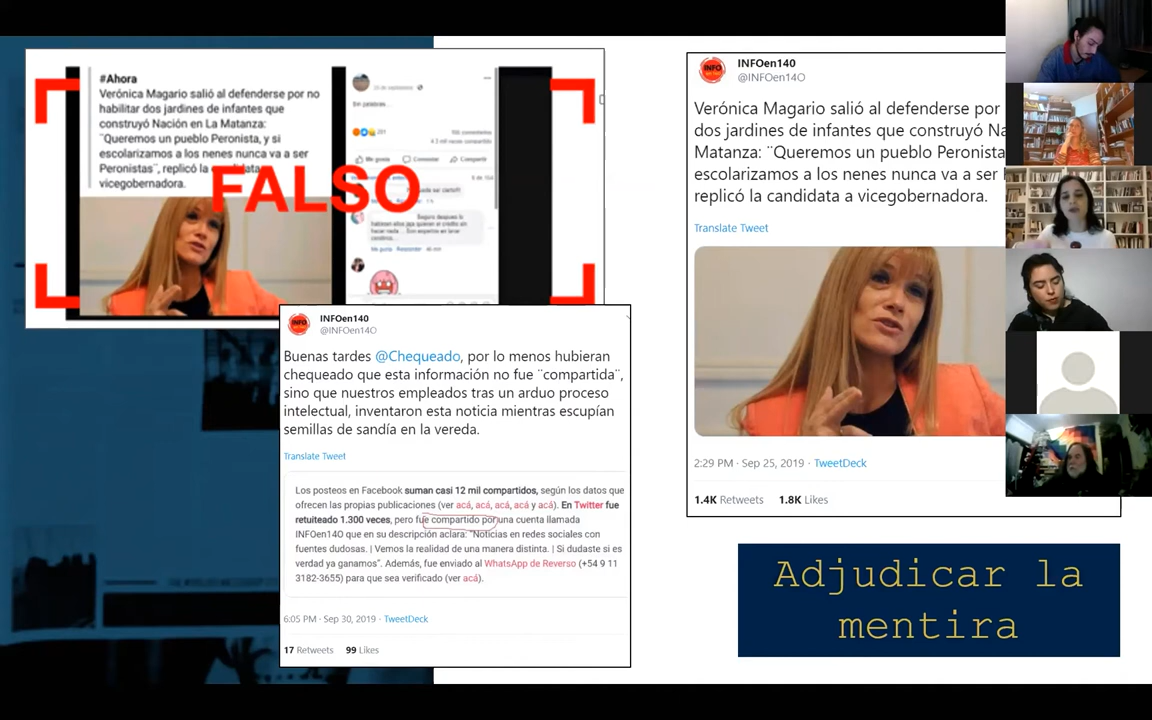 #Ahora
Verónica Magario salió al defenderse por no
habilitar dos jardines de infantes que
construyó Nación en La Matanza:
¨Queremos un pueblo Peronista, y si
escolarizamos a los nenes nunca va a ser
Peronistas¨, replicó la candidata
vicegobernadora.
FALSO
Sin palabras...
Me gusta Comentar Compartir
INFOen140
@INFOen14O
Buenas tardes @Chequeado, por lo menos hubieran
chequeado que esta información no fue ¨compartida¨,
sino que nuestros empleados tras un arduo proceso
intelectual, inventaron esta noticia mientras escupían
semillas de sandía en la vereda.
Translate Tweet
Los posteos en Facebook suman casi 12 mil compartidos, según los datos que
ofrecen las propias publicaciones (ver acá, acá, acá, acá y acá). En Twitter fue
retuiteado 1.300 veces, pero fue compartido por una cuenta llamada
INFOen14O que en su descripción aclara: "Noticias en redes sociales con
fuentes dudosas. | Vemos la realidad de una manera distinta. | Si dudaste si es
verdad ya ganamos". Además, fue enviado al WhatsApp de Reverso (+54 9 11
3182-3655) para que sea verificado (ver acá).
6:05 PM · Sep 30, 2019 · TweetDeck
17 Retweets 99 Likes
INFOen140
@INFOen14O
Verónica Magario salió al defenderse por
dos jardines de infantes que construyó Na
Matanza: ¨Queremos un pueblo Peronista
escolarizamos a los nenes nunca va a ser
replicó la candidata a vicegobernadora.
Translate Tweet
2:29 PM · Sep 25, 2019 · TweetDeck
1.4K Retweets 1.8K Likes
Adjudicar la
mentira